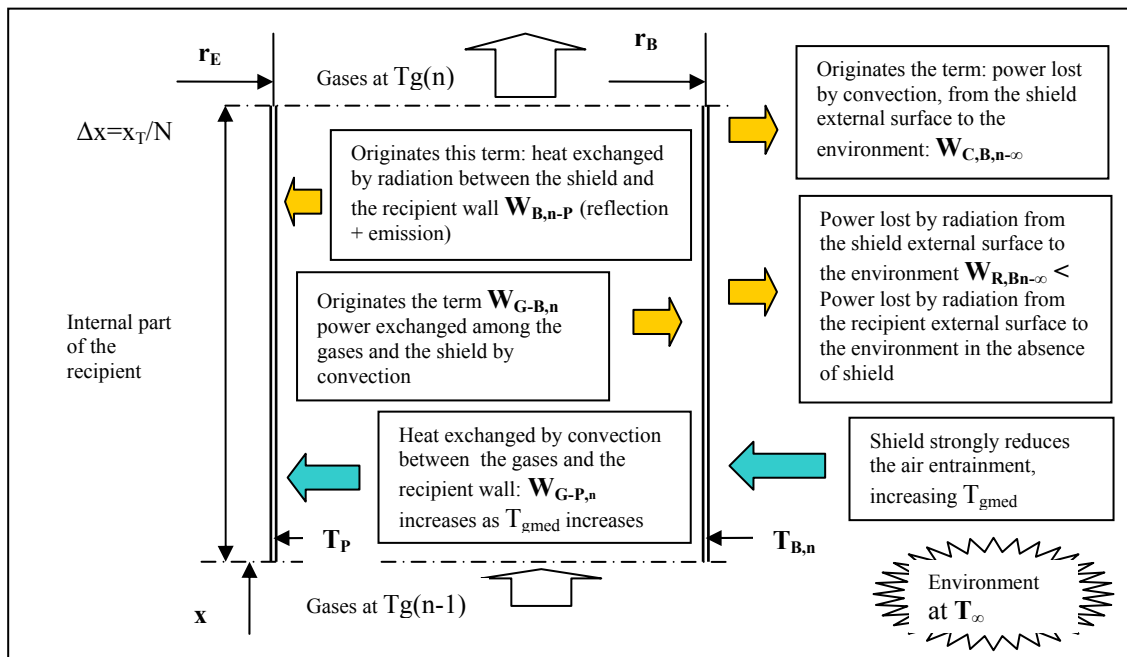 r_E
r_B
Gases at Tg(n)
Δx=x_T/N
Originates the term: power lost
by convection, from the shield
external surface to the
environment: W_C,B,n-∞
Originates this term: heat exchanged
by radiation between the shield and
the recipient wall W_B,n-P (reflection
+ emission)
Power lost by radiation from
the shield external surface to
the environment W_R,Bn-∞ <
Power lost by radiation from
the recipient external surface to
the environment in the absence
of shield
Internal part
of the
recipient
Originates the term W_G-B,n
power exchanged among the
gases and the shield by
convection
Heat exchanged by convection
between the gases and the
recipient wall: W_G-P,n
increases as T_gmed increases
Shield strongly reduces
the air entrainment,
increasing T_gmed
T_P
T_B,n
x
Gases at Tg(n-1)
Environment
at T_∞